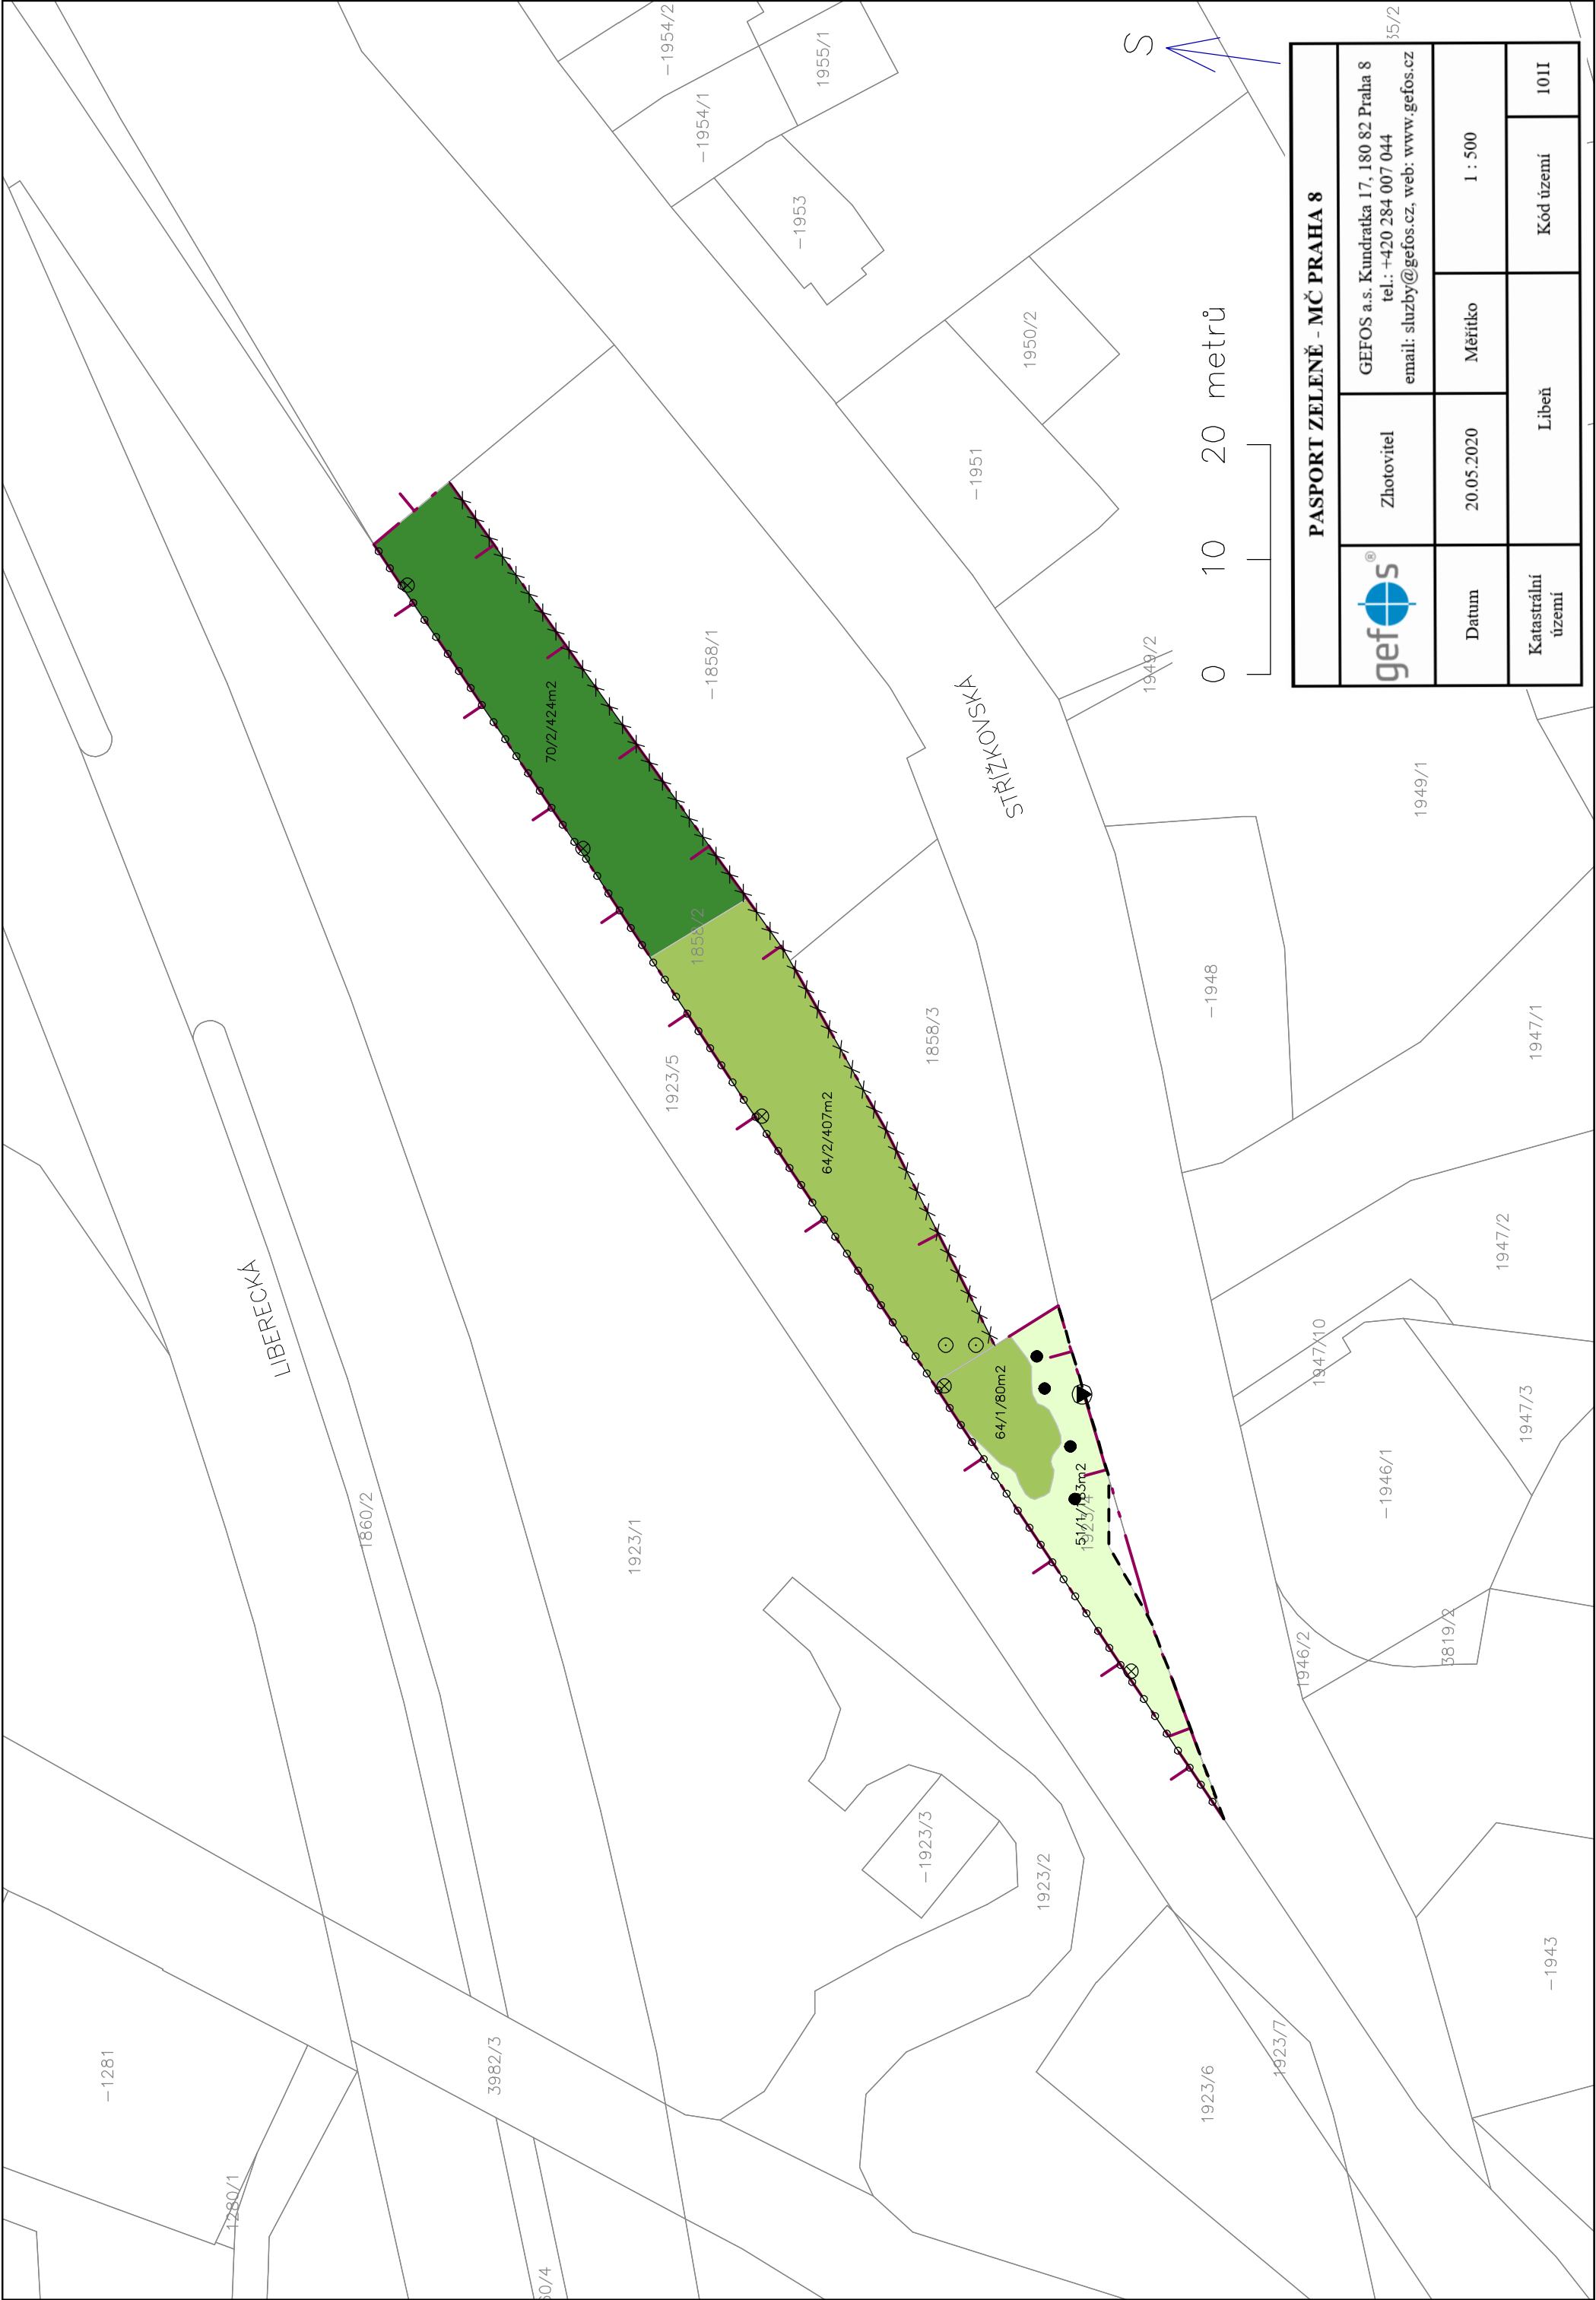 LIBERECKÁ
STŘÍŽKOVSKÁ
S
-1281
1280/1
3982/3
1860/2
1923/1
1923/5
-1923/3
1923/2
1923/6
1923/7
-1943
1858/2
-1858/1
1858/3
70/2/424m2
64/2/407m2
64/1/80m2
1946/2
3819/2
-1946/1
1947/3
1947/10
1947/2
1947/1
-1948
1949/1
1949/2
-1951
1950/2
-1953
-1954/1
-1954/2
1955/1
0 10 20 metrů
PASPORT ZELENĚ - MČ PRAHA 8
gefos®
Zhotovitel
GEFOS a.s. Kundratka 17, 180 82 Praha 8
tel.: +420 284 007 044
email: sluzby@gefos.cz, web: www.gefos.cz
Datum
20.05.2020
Měřítko
1 : 500
Katastrální
území
Libeň
Kód území
101I